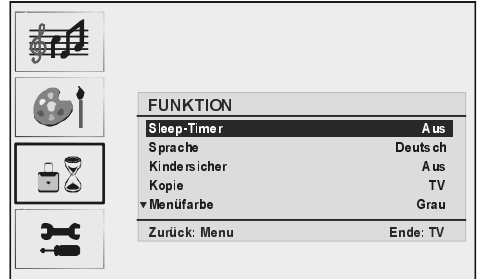 FUNKTION
Sleep-Timer Aus
Sprache Deutsch
Kindersicher Aus
Kopie TV
▾Menüfarbe Grau
Zurück: Menu Ende: TV